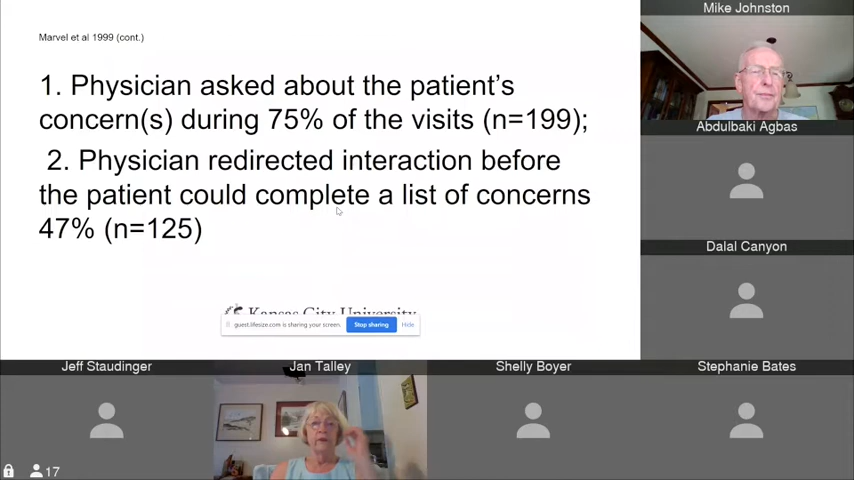 Marvel et al 1999 (cont.)
1. Physician asked about the patient's
concern(s) during 75% of the visits (n=199);
2. Physician redirected interaction before
the patient could complete a list of concerns
47% (n=125)
Kansas City University
guest.lifesize.com is sharing your screen.
Stop sharing
Hide
Mike Johnston
Abdulbaki Agbas
Dalal Canyon
Jeff Staudinger
Jan Talley
Shelly Boyer
Stephanie Bates
17